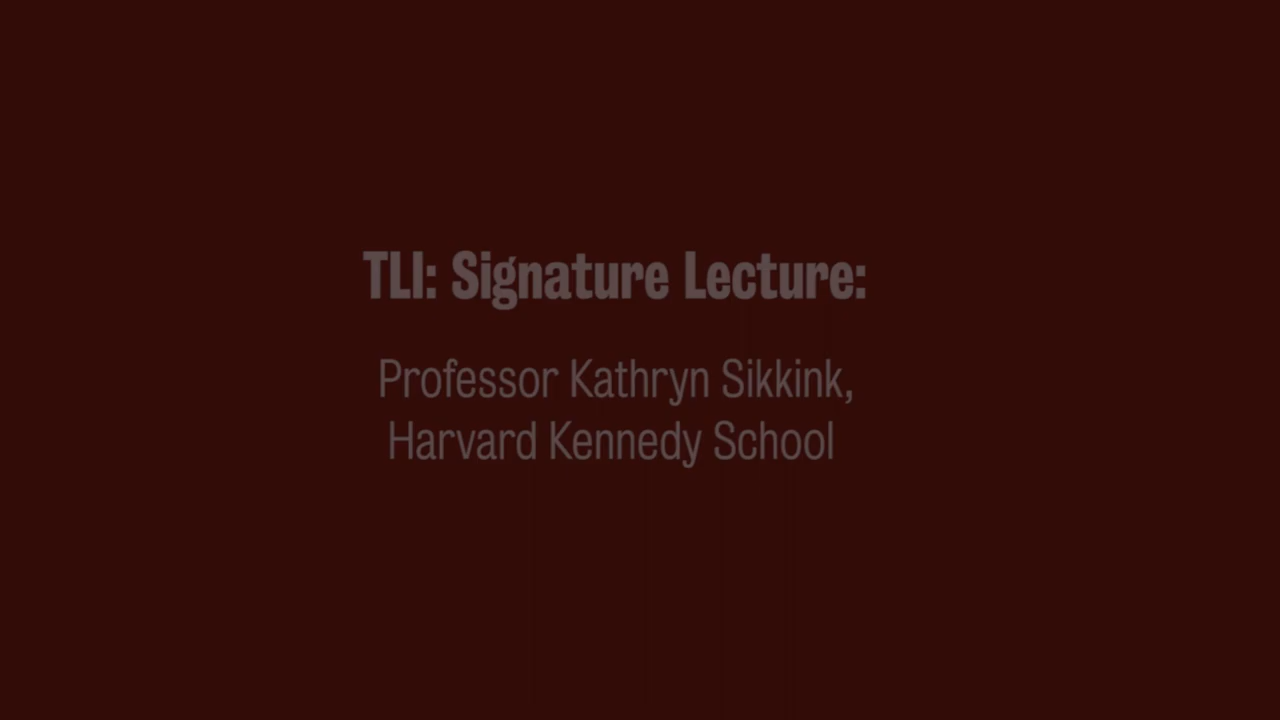 TLI: Signature Lecture:
Professor Kathryn Sikkink,
Harvard Kennedy School